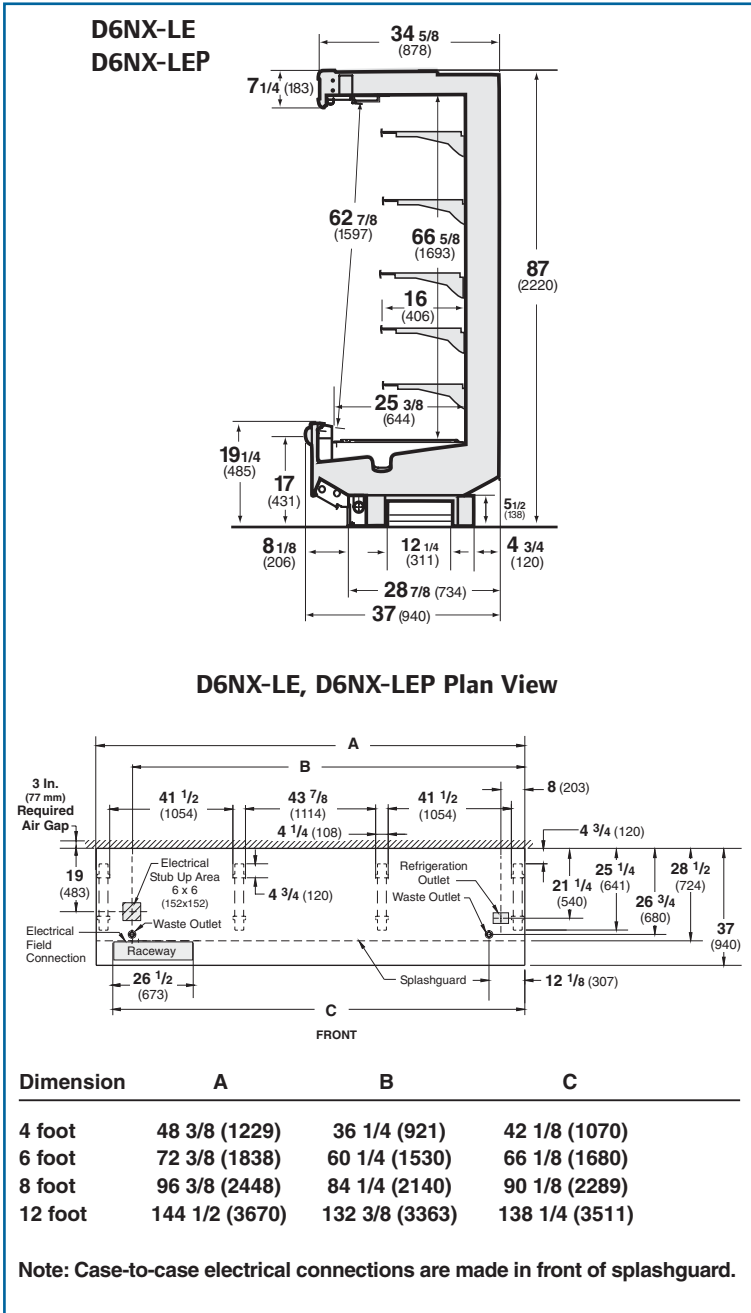 D6NX-LE
D6NX-LEP
34 5/8
(878)
7 1/4 (183)
62 7/8
(1597)
66 5/8
(1693)
87
(2220)
16
(406)
25 3/8
(644)
19 1/4
(485)
17
(431)
5 1/2
(138)
8 1/8
(206)
12 1/4
(311)
4 3/4
(120)
28 7/8 (734)
37 (940)
D6NX-LE, D6NX-LEP Plan View
A
B
3 In.
(77 mm)
Required
Air Gap
41 1/2
(1054)
43 7/8
(1114)
41 1/2
(1054)
8 (203)
4 1/4 (108)
4 3/4 (120)
19
(483)
Electrical
Stub Up Area
6 x 6
(152x152)
4 3/4 (120)
Refrigeration
Outlet
Waste Outlet
21 1/4
(540)
25 1/4
(641)
26 3/4
(680)
28 1/2
(724)
37
(940)
Electrical
Field
Connection
Waste Outlet
Raceway
26 1/2
(673)
Splashguard
12 1/8 (307)
C
FRONT
Dimension A B C
4 foot 48 3/8 (1229) 36 1/4 (921) 42 1/8 (1070)
6 foot 72 3/8 (1838) 60 1/4 (1530) 66 1/8 (1680)
8 foot 96 3/8 (2448) 84 1/4 (2140) 90 1/8 (2289)
12 foot 144 1/2 (3670) 132 3/8 (3363) 138 1/4 (3511)
Note: Case-to-case electrical connections are made in front of splashguard.